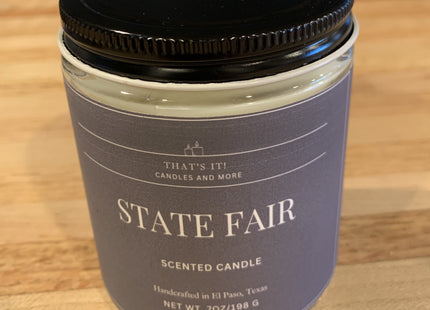 THAT'S IT!
CANDLES AND MORE
STATE FAIR
SCENTED CANDLE
Handcrafted in El Paso, Texas
NET WT. 7OZ/198 G